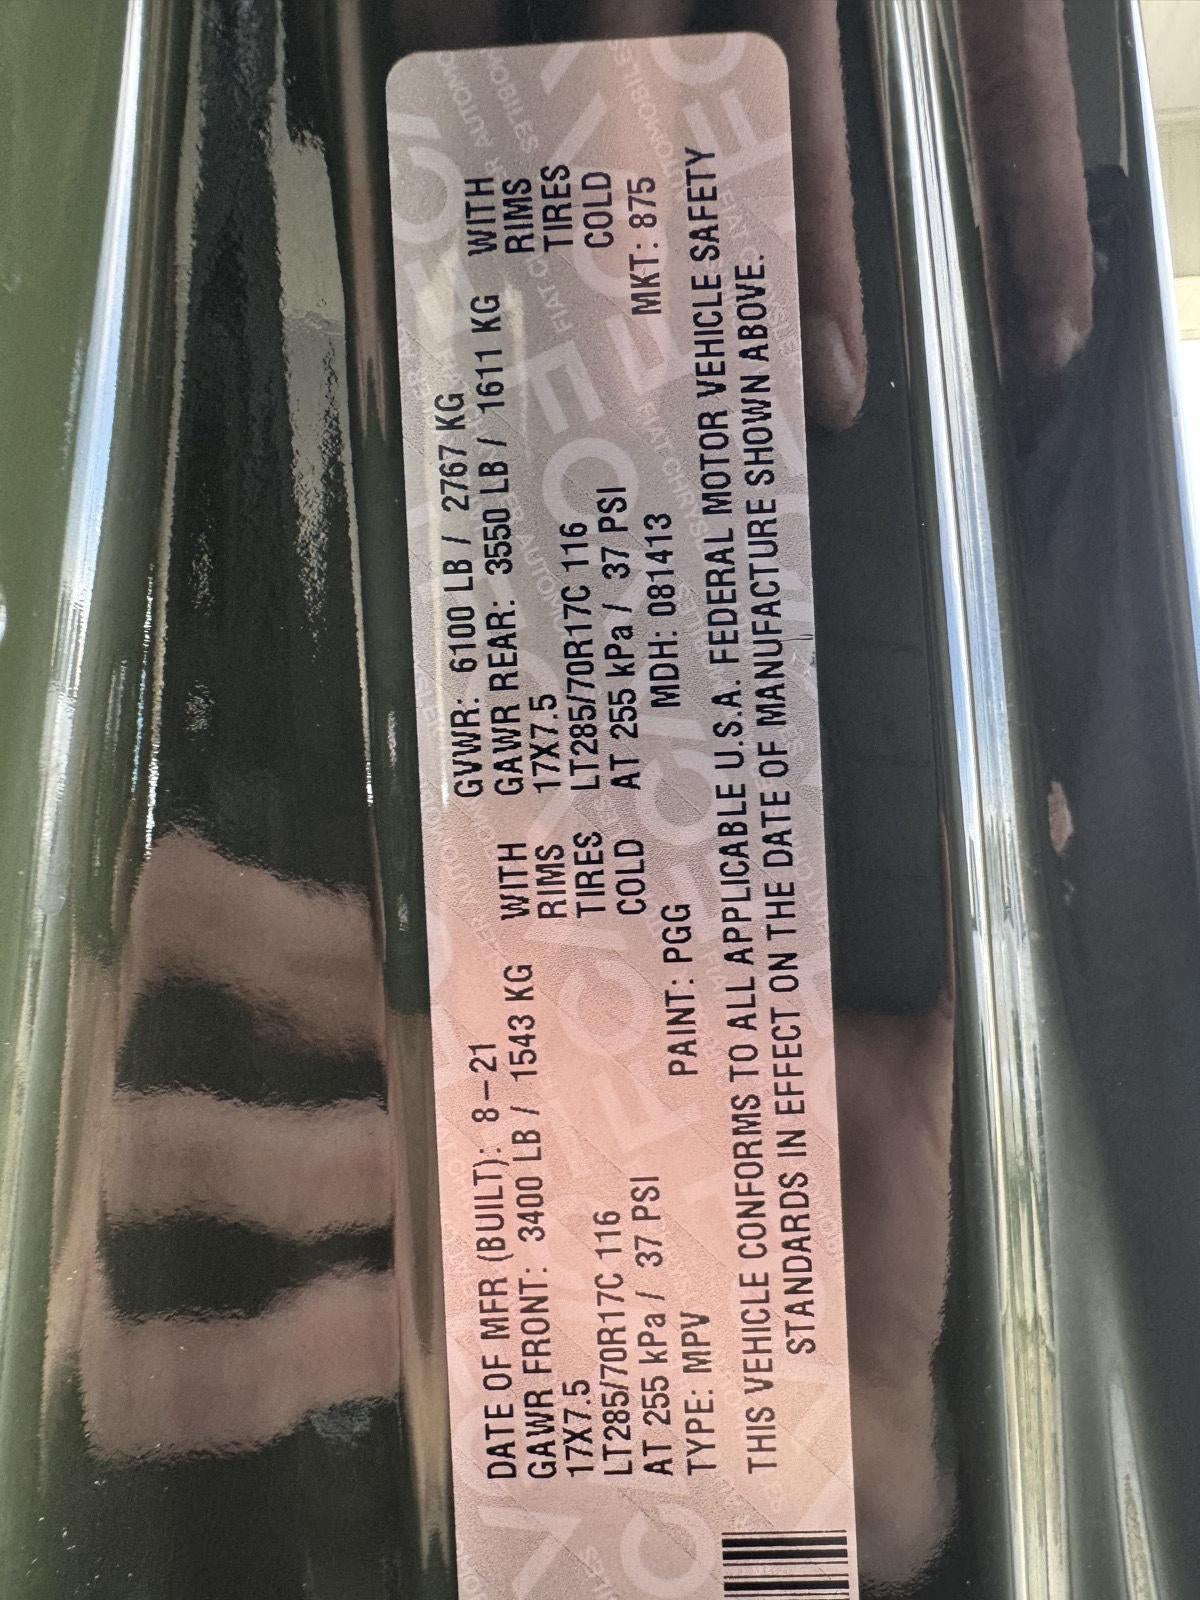 DATE OF MFR (BUILT): 8-21 GVWR: 6100 LB / 2767 KG
GAWR FRONT: 3400 LB / 1543 KG WITH GAWR REAR: 3550 LB / 1611 KG WITH
17X7.5 RIMS 17X7.5 RIMS
LT285/70R17C 116 TIRES LT285/70R17C 116 TIRES
AT 255 kPa / 37 PSI COLD AT 255 kPa / 37 PSI COLD
TYPE: MPV PAINT: PGG MDH: 081413 MKT: 875
THIS VEHICLE CONFORMS TO ALL APPLICABLE U.S.A. FEDERAL MOTOR VEHICLE SAFETY
STANDARDS IN EFFECT ON THE DATE OF MANUFACTURE SHOWN ABOVE.